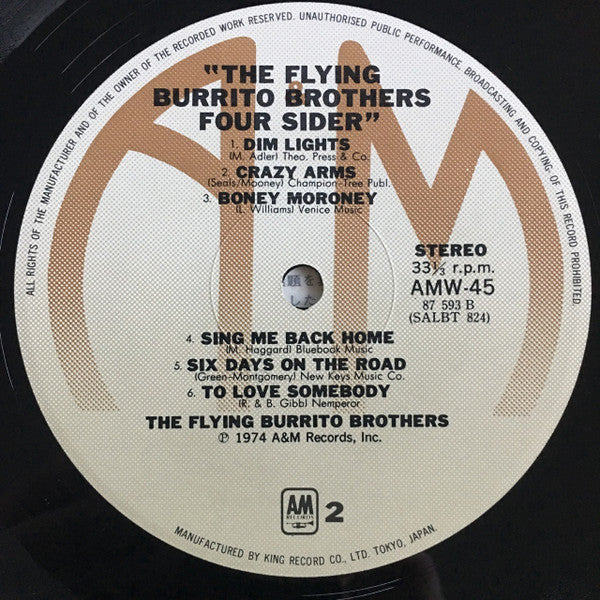 ALL RIGHTS OF THE MANUFACTURER AND OF THE OWNER OF THE RECORDED WORK RESERVED. UNAUTHORISED PUBLIC PERFORMANCE, BROADCASTING AND COPYING OF THIS RECORD PROHIBITED.
"THE FLYING
BURRITO BROTHERS
FOUR SIDER"
1. DIM LIGHTS
(M. Adler) Theo. Press & Co.
2. CRAZY ARMS
(Seals/Mooney) Champion-Tree Publ.
3. BONEY MORONEY
(L. Williams) Venice Music
STEREO
33⅓ r.p.m.
AMW-45
87 593 B
(SALBT 824)
4. SING ME BACK HOME
(M. Haggard) Bluebook Music
5. SIX DAYS ON THE ROAD
(Green-Montgomery) New Keys Music Co.
6. TO LOVE SOMEBODY
(R. & B. Gibb) Nemperor
THE FLYING BURRITO BROTHERS
℗ 1974 A&M Records, Inc.
AM
RECORDS
2
MANUFACTURED BY KING RECORD CO., LTD. TOKYO, JAPAN.